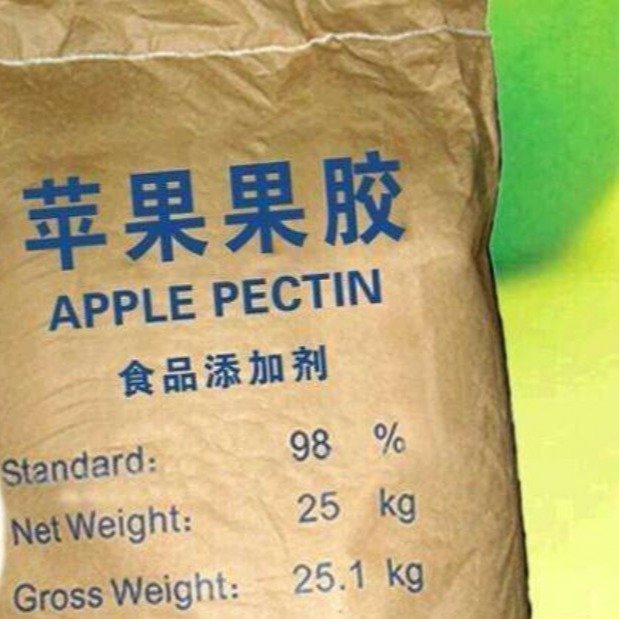 苹果果胶
APPLE PECTIN
食品添加剂
Standard: 98 %
Net Weight: 25 kg
Gross Weight: 25.1 kg